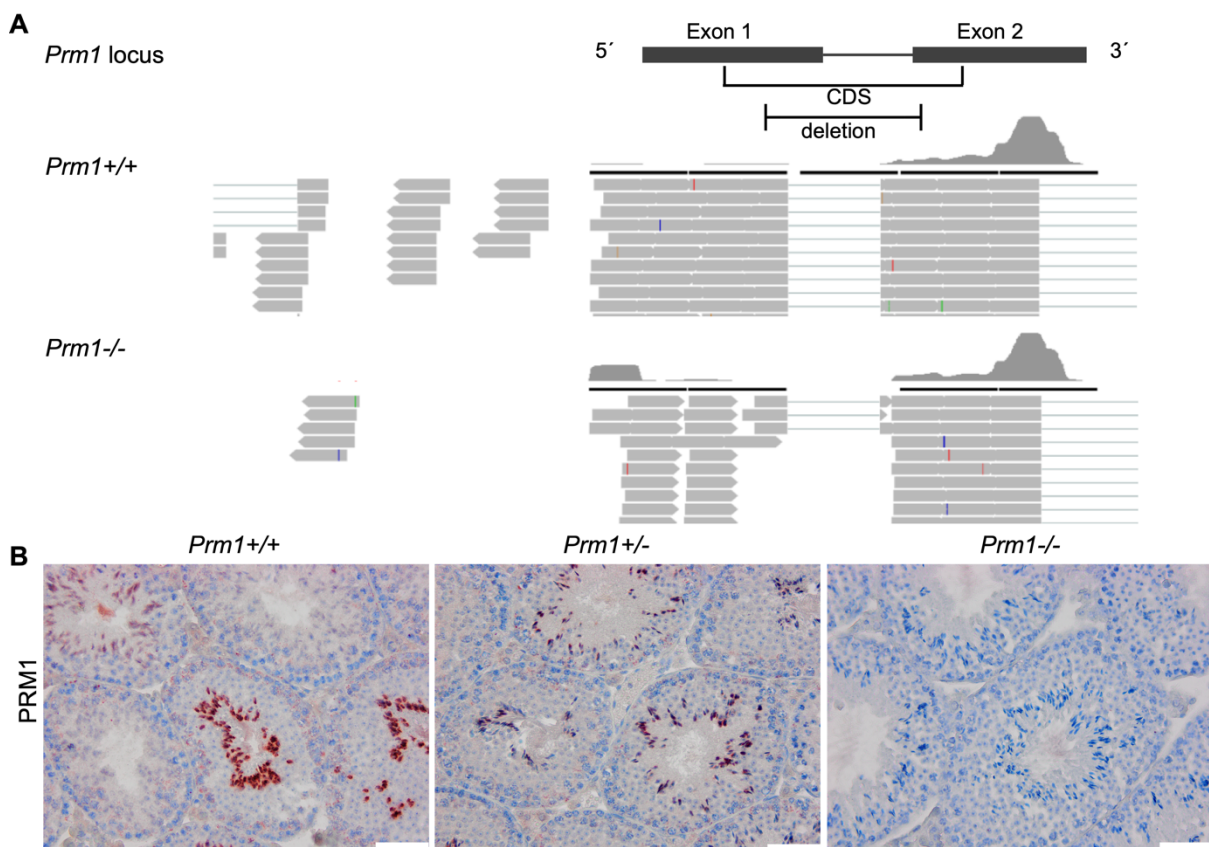 A
Prm1 locus
5´
Exon 1
Exon 2
3´
CDS
deletion
Prm1+/+
Prm1-/-
B
Prm1+/+
Prm1+/-
Prm1-/-
PRM1